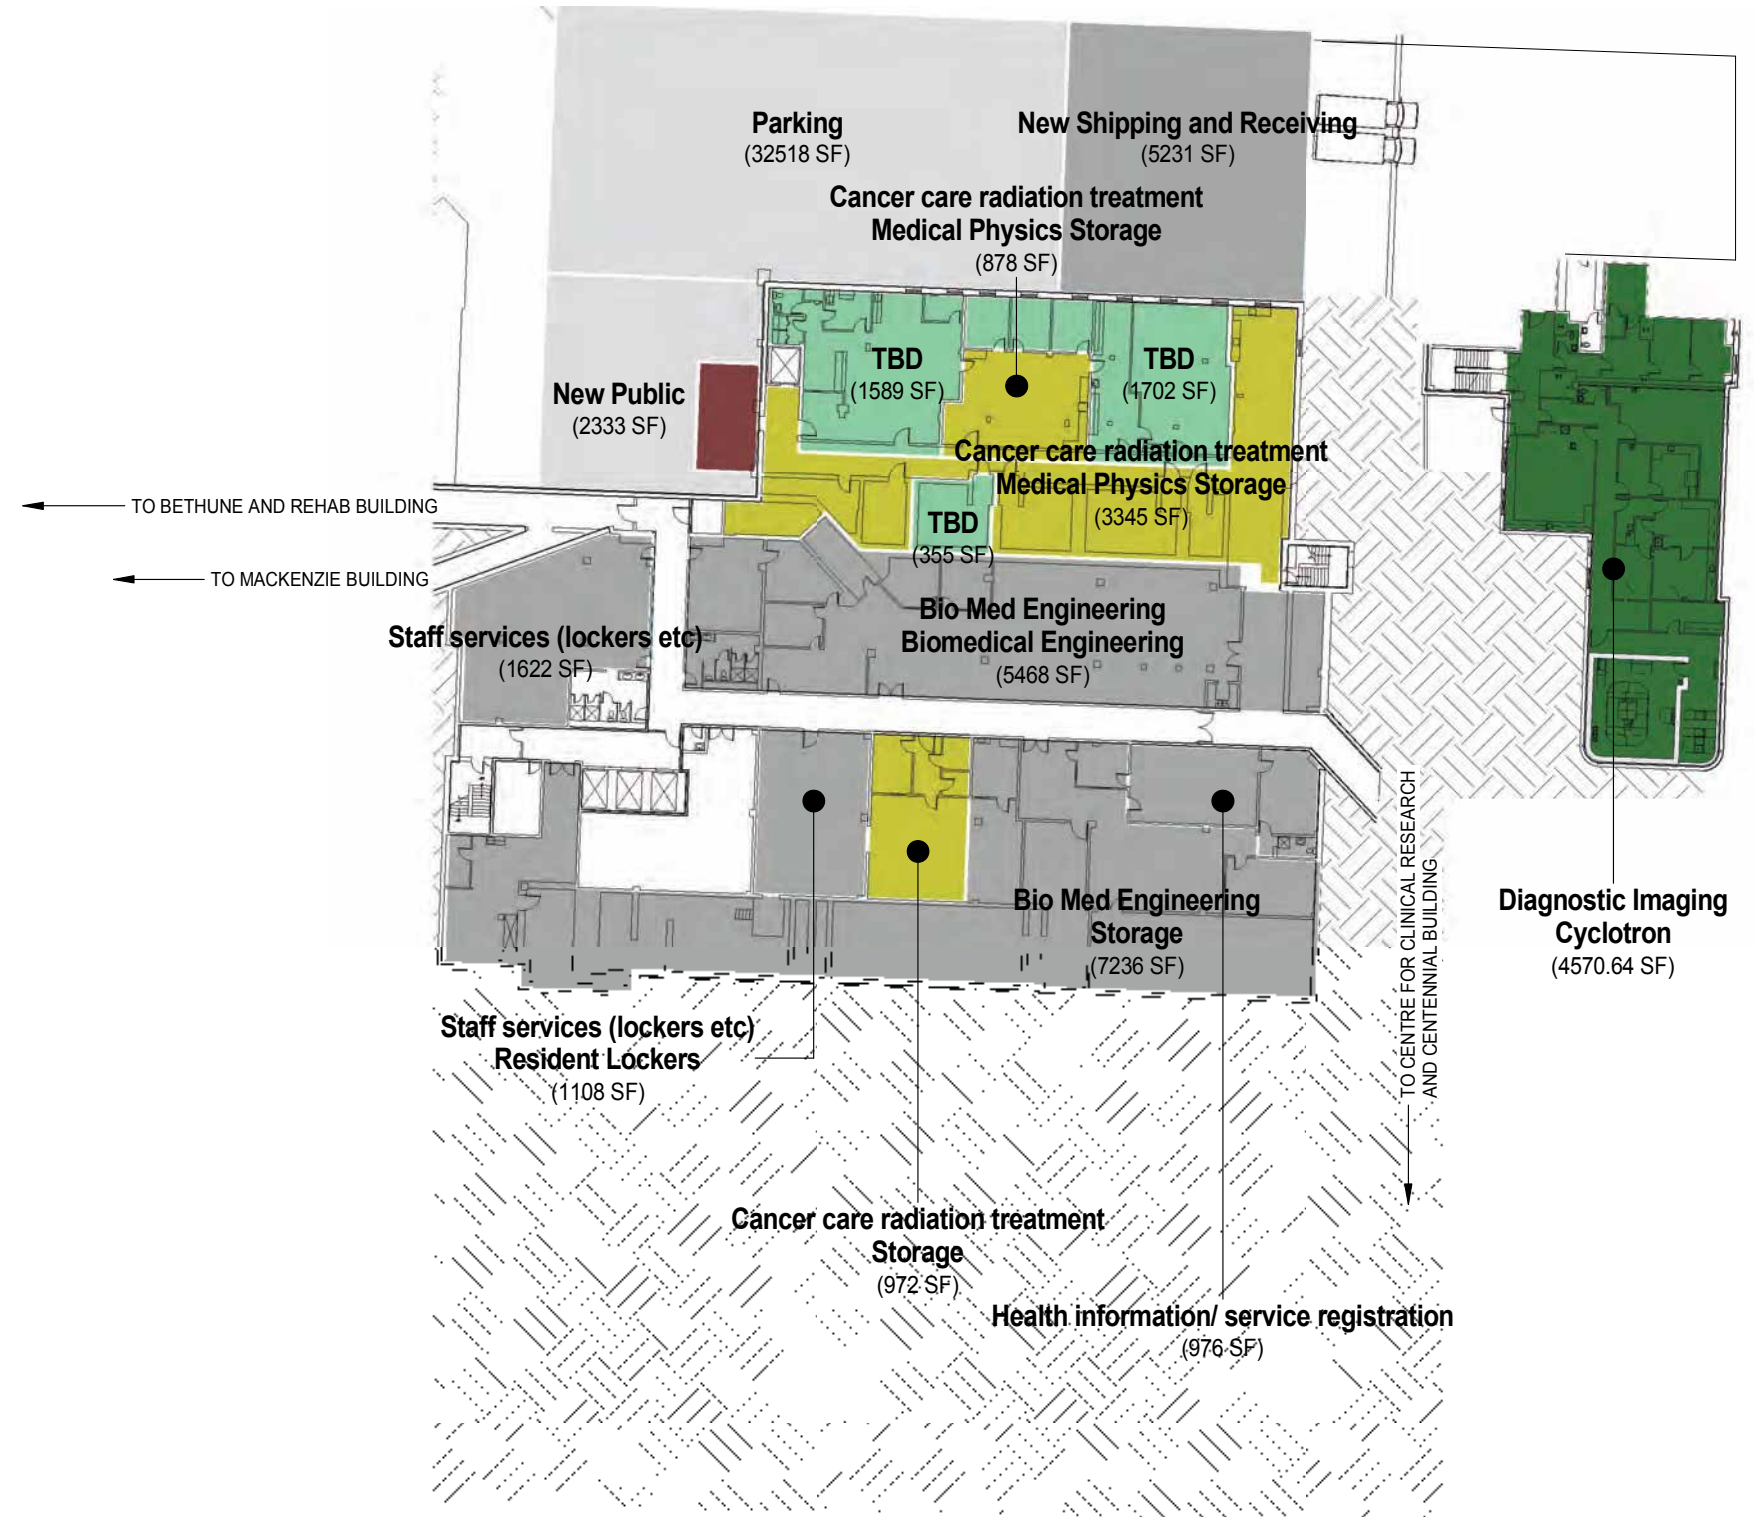 Parking
(32518 SF)
New Shipping and Receiving
(5231 SF)
Cancer care radiation treatment
Medical Physics Storage
(878 SF)
TBD
(1589 SF)
TBD
(1702 SF)
New Public
(2333 SF)
Cancer care radiation treatment
Medical Physics Storage
(3345 SF)
TO BETHUNE AND REHAB BUILDING
TBD
(355 SF)
TO MACKENZIE BUILDING
Bio Med Engineering
Biomedical Engineering
(5468 SF)
Staff services (lockers etc)
(1622 SF)
TO CENTRE FOR CLINICAL RESEARCH
AND CENTENNIAL BUILDING
Bio Med Engineering
Storage
(7236 SF)
Diagnostic Imaging
Cyclotron
(4570.64 SF)
Staff services (lockers etc)
Resident Lockers
(1108 SF)
Cancer care radiation treatment
Storage
(972 SF)
Health information/ service registration
(976 SF)